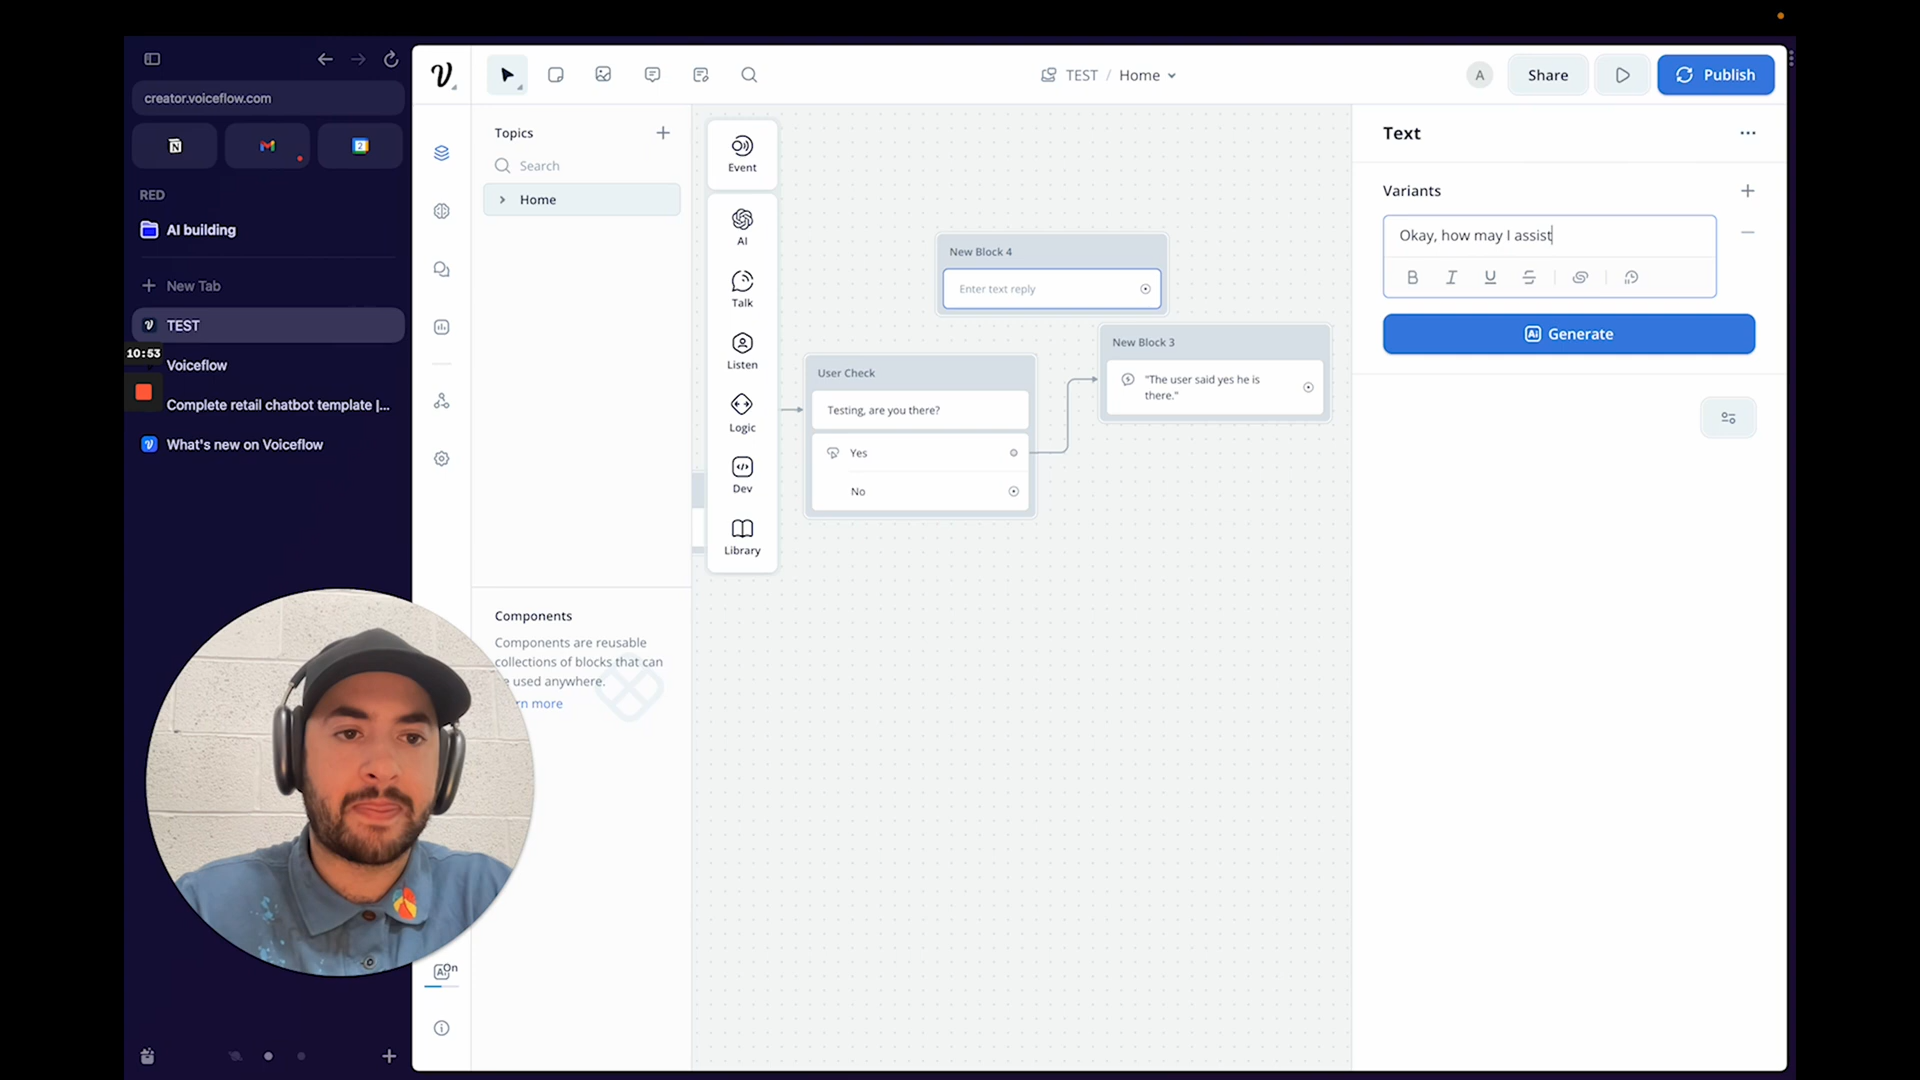 creator.voiceflow.com
RED
AI building
New Tab
TEST
10:53
Voiceflow
Complete retail chatbot template |...
What's new on Voiceflow
TEST / Home
A
Share
Publish
Topics
Search
Home
Components
Components are reusable
collections of blocks that can
e used anywhere.
rn more
On
Event
AI
Talk
Listen
Logic
Dev
Library
New Block 4
Enter text reply
User Check
Testing, are you there?
Yes
No
New Block 3
"The user said yes he is
there."
Text
Variants
Okay, how may I assist
B I U S
Ai Generate